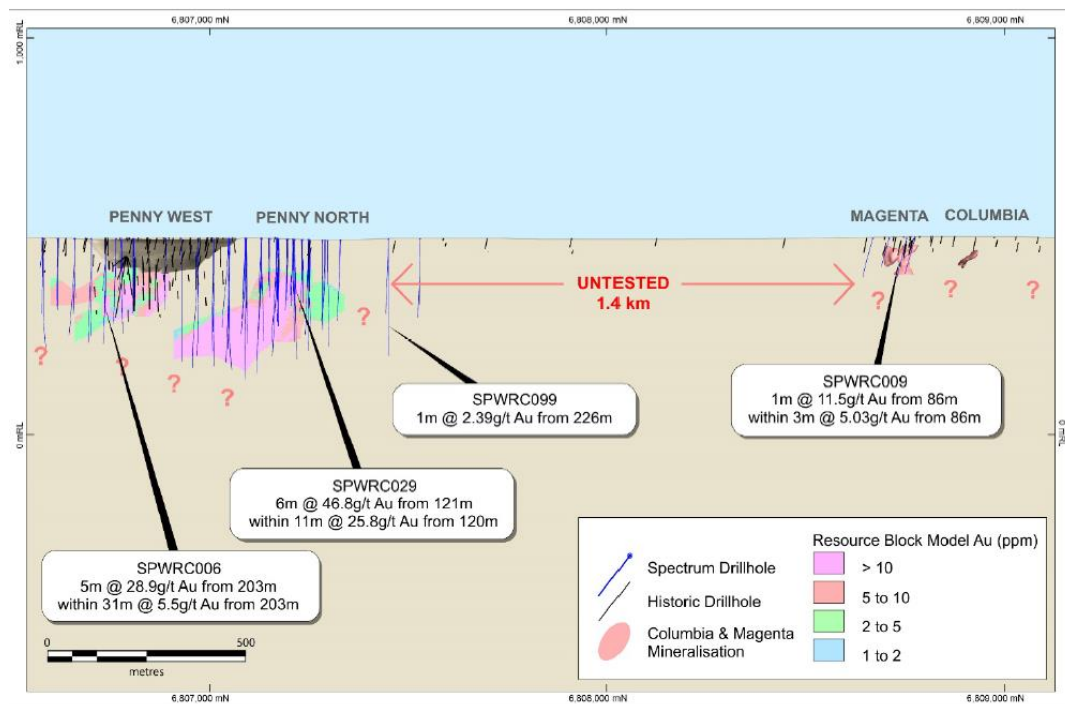 6,807,000 mN
6,808,000 mN
6,809,000 mN
1,000 mRL
PENNY WEST
PENNY NORTH
MAGENTA
COLUMBIA
UNTESTED
1.4 km
?
?
?
?
?
?
?
?
SPWRC099
1m @ 2.39g/t Au from 226m
SPWRC009
1m @ 11.5g/t Au from 86m
within 3m @ 5.03g/t Au from 86m
0 mRL
0 mRL
SPWRC029
6m @ 46.8g/t Au from 121m
within 11m @ 25.8g/t Au from 120m
SPWRC006
5m @ 28.9g/t Au from 203m
within 31m @ 5.5g/t Au from 203m
0
500
metres
Spectrum Drillhole
Historic Drillhole
Columbia & Magenta
Mineralisation
Resource Block Model Au (ppm)
> 10
5 to 10
2 to 5
1 to 2
6,807,000 mN
6,808,000 mN
6,809,000 mN